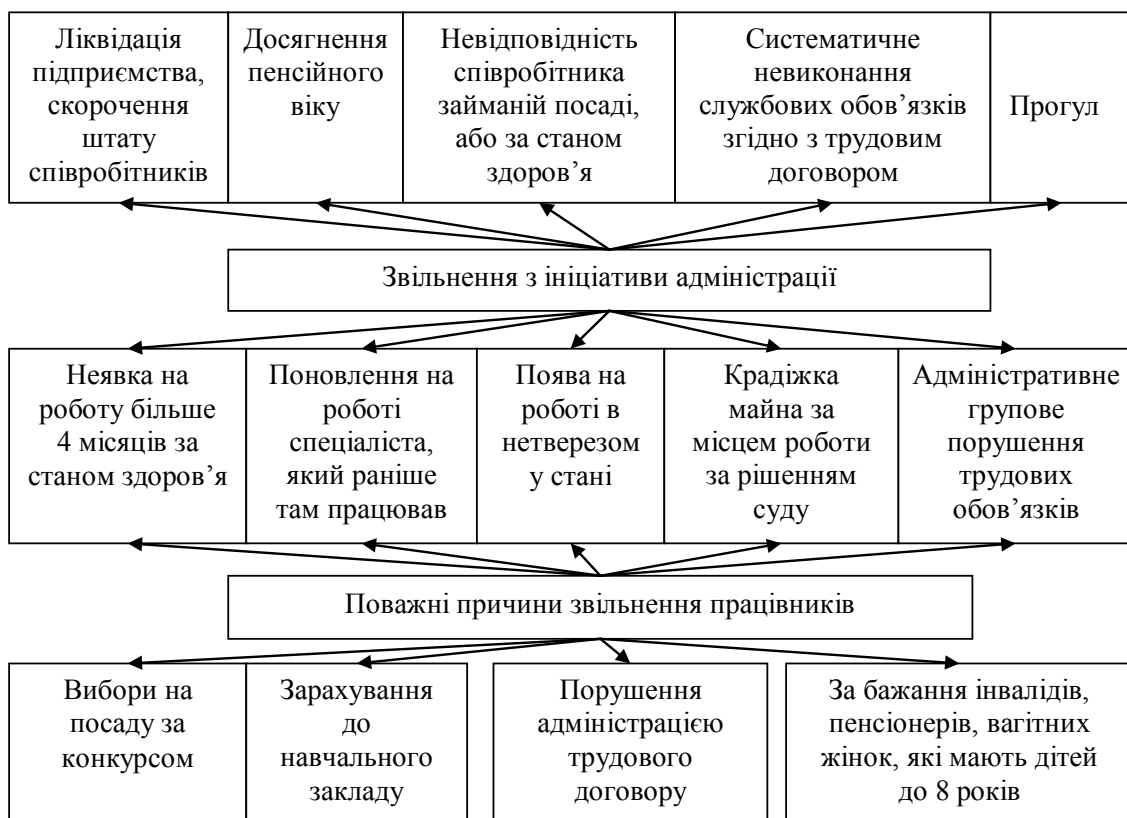 Ліквідація
підприємства,
скорочення
штату
співробітників
Досягнення
пенсійного
віку
Невідповідність
співробітника
займаній посаді,
або за станом
здоров’я
Систематичне
невиконання
службових обов’язків
згідно з трудовим
договором
Прогул
Звільнення з ініціативи адміністрації
Неявка на
роботу більше
4 місяців за
станом здоров’я
Поновлення на
роботі
спеціаліста,
який раніше
там працював
Поява на
роботі в
нетверезом
у стані
Крадіжка
майна за
місцем роботи
за рішенням
суду
Адміністративне
групове
порушення
трудових
обов’язків
Поважні причини звільнення працівників
Вибори на
посаду за
конкурсом
Зарахування
до
навчального
закладу
Порушення
адміністрацією
трудового
договору
За бажання інвалідів,
пенсіонерів, вагітних
жінок, які мають дітей
до 8 років